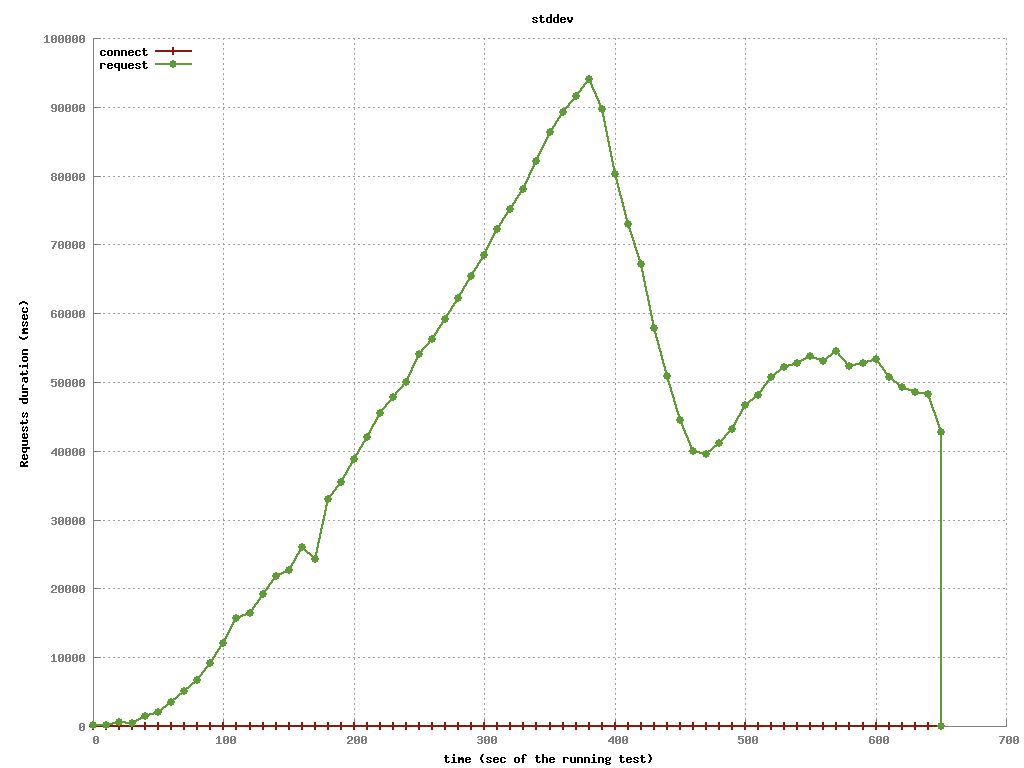 stddev
connect
request
100000
90000
80000
70000
60000
50000
40000
30000
20000
10000
0
Requests duration (msec)
0 100 200 300 400 500 600 700
time (sec of the running test)